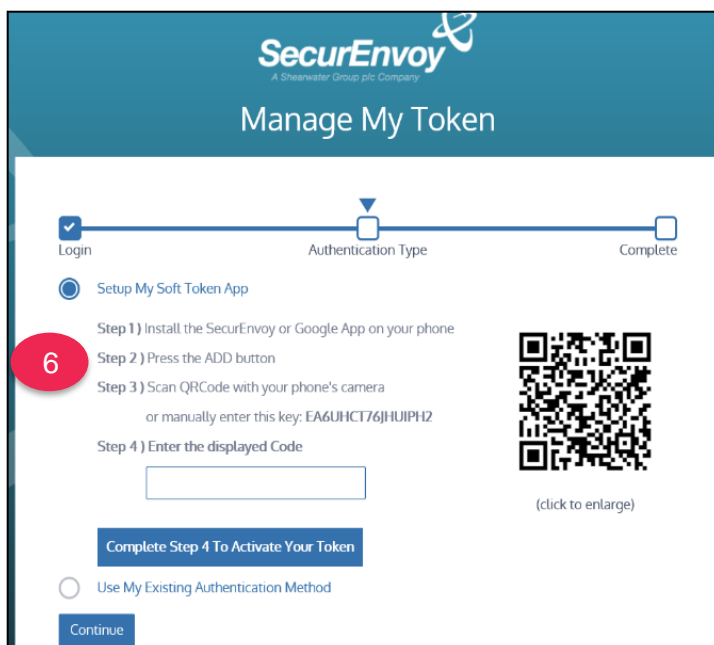 SecurEnvoy
A Shearwater Group plc Company
Manage My Token
Login
Authentication Type
Complete
Setup My Soft Token App
Step 1 ) Install the SecurEnvoy or Google App on your phone
6
Step 2 ) Press the ADD button
Step 3 ) Scan QRCode with your phone's camera
or manually enter this key: EA6UHCT76JHUIPH2
Step 4 ) Enter the displayed Code
(click to enlarge)
Complete Step 4 To Activate Your Token
Use My Existing Authentication Method
Continue